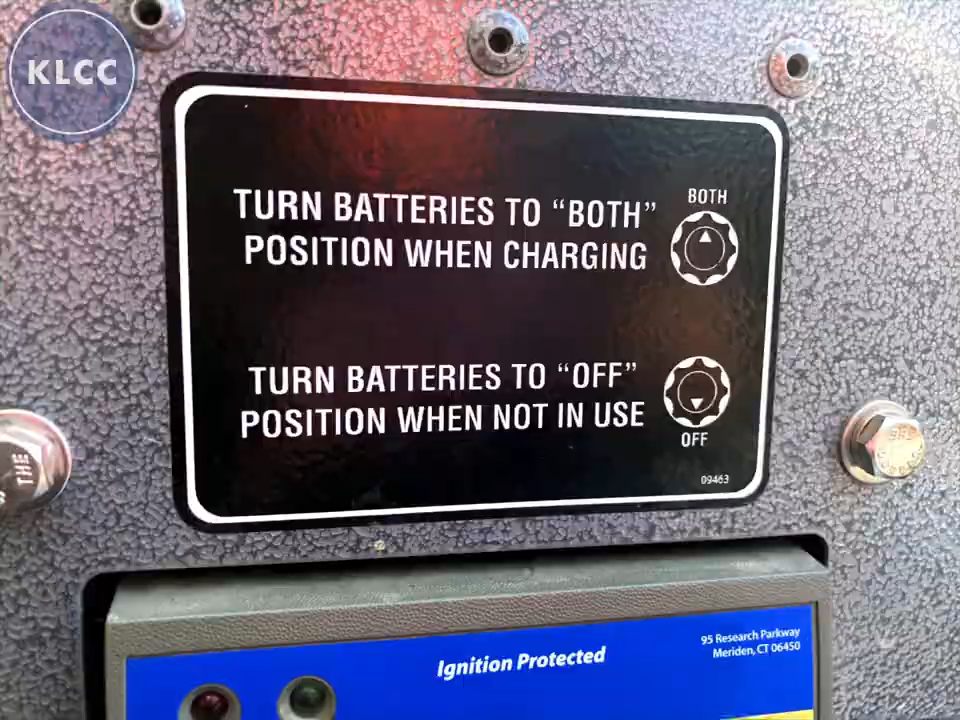 KLCC
TURN BATTERIES TO “BOTH”
POSITION WHEN CHARGING
BOTH
TURN BATTERIES TO “OFF”
POSITION WHEN NOT IN USE
OFF
09463
THE
95 Research Parkway
Meriden, CT 06450
Ignition Protected